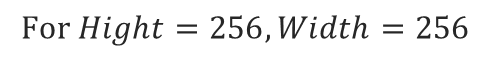 For Hight = 256, Width = 256